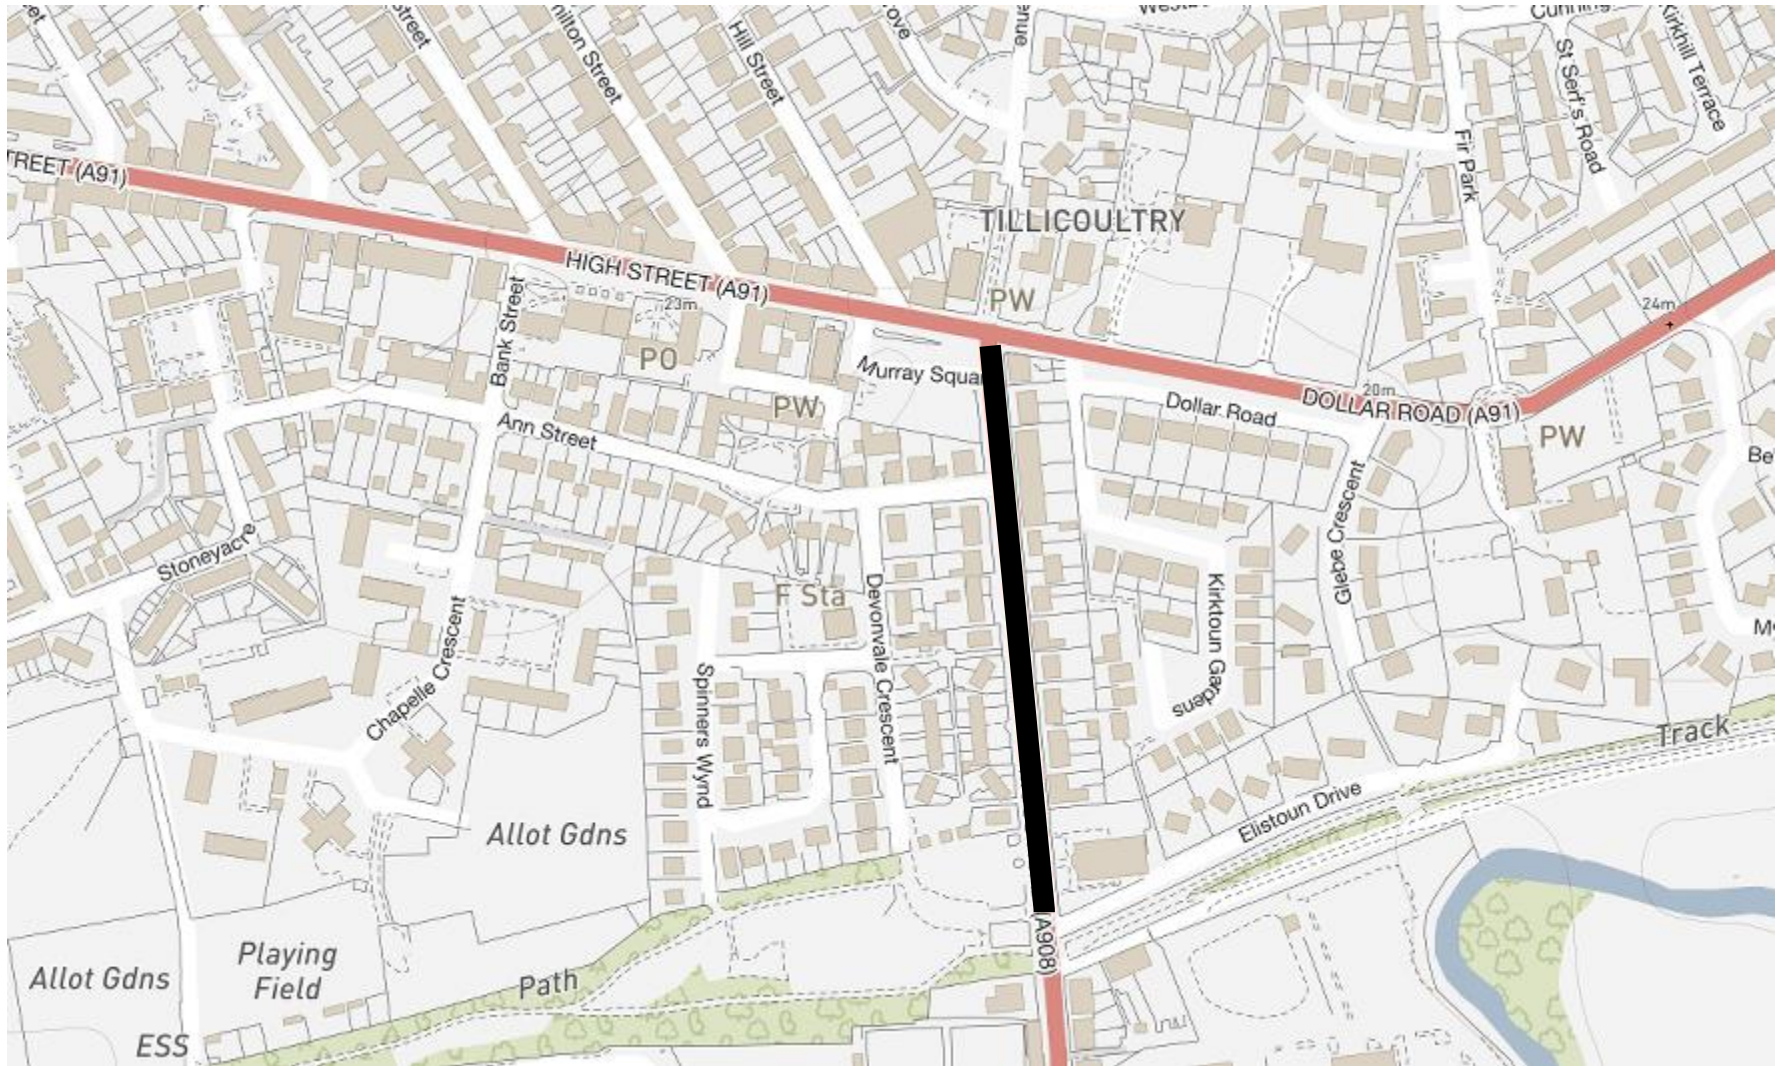 Street
Street
Hill Street
Kirkhill Terrace
St Serf's Road
Fir Park
TREET (A91)
TILLICOULTRY
HIGH STREET (A91)
23m
PW
24m
Bank Street
PO
Murray Squa
20m
DOLLAR ROAD (A91)
Dollar Road
PW
PW
Ann Street
Glebe Crescent
Stoneyacre
F Sta
Devonvale Crescent
Kirktoun Gardens
Chapelle Crescent
Spinners Wynd
Track
Elistoun Drive
Allot Gdns
(A908)
Playing
Field
Allot Gdns
Path
ESS